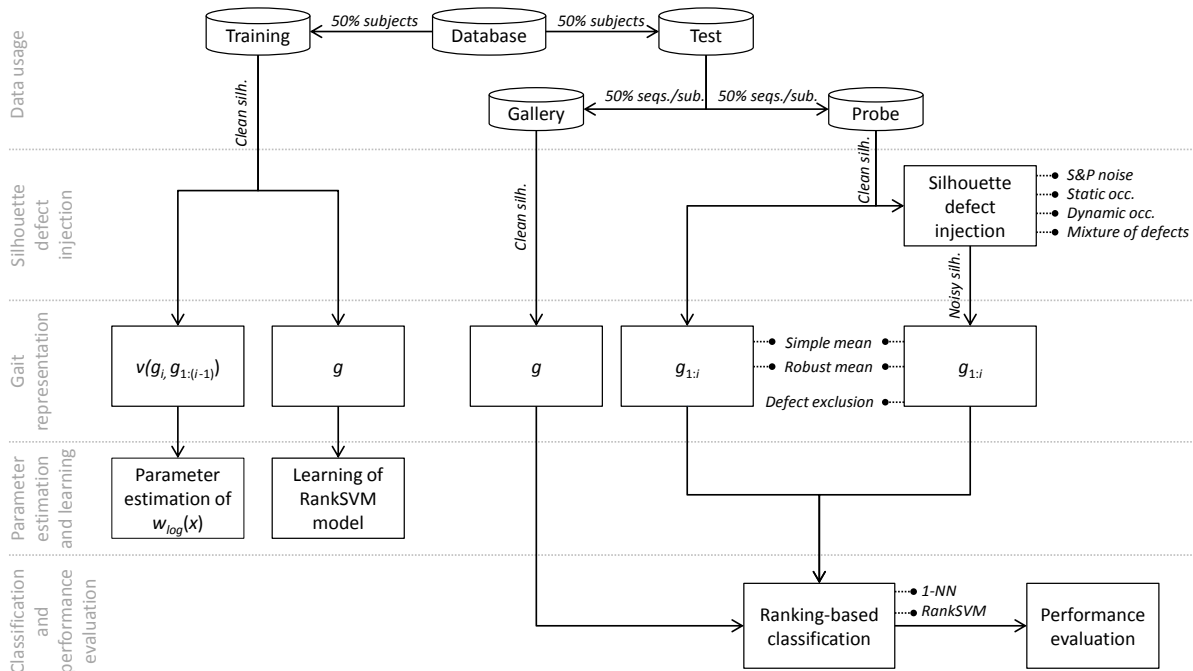 Data usage
Training
50% subjects
Database
50% subjects
Test
Clean silh.
50% seqs./sub.
50% seqs./sub.
Gallery
Probe
Silhouette
defect
injection
Clean silh.
Clean silh.
Silhouette
defect
injection
S&P noise
Static occ.
Dynamic occ.
Mixture of defects
Noisy silh.
Gait
representation
v(gi, g1:(i-1))
g
g
g1:i
Simple mean
Robust mean
Defect exclusion
g1:i
Parameter
estimation
and learning
Parameter
estimation of
wlog(x)
Learning of
RankSVM
model
Classification
and
performance
evaluation
Ranking-based
classification
1-NN
RankSVM
Performance
evaluation